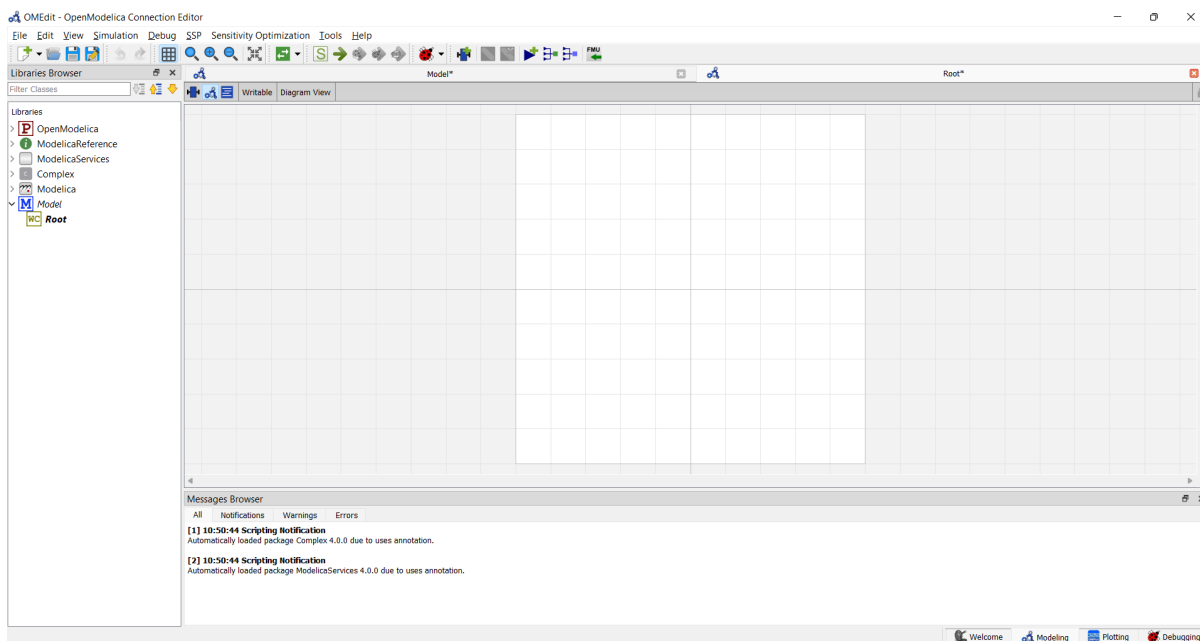 OMEdit - OpenModelica Connection Editor
File Edit View Simulation Debug SSP Sensitivity Optimization Tools Help
S FMU
Libraries Browser Model* Root*
Filter Classes Writable Diagram View
Libraries
P OpenModelica
i ModelicaReference
ModelicaServices
C Complex
Modelica
M Model
WC Root
Messages Browser
All Notifications Warnings Errors
[1] 10:50:44 Scripting Notification
Automatically loaded package Complex 4.0.0 due to uses annotation.
[2] 10:50:44 Scripting Notification
Automatically loaded package ModelicaServices 4.0.0 due to uses annotation.
Welcome Modeling Plotting Debugging